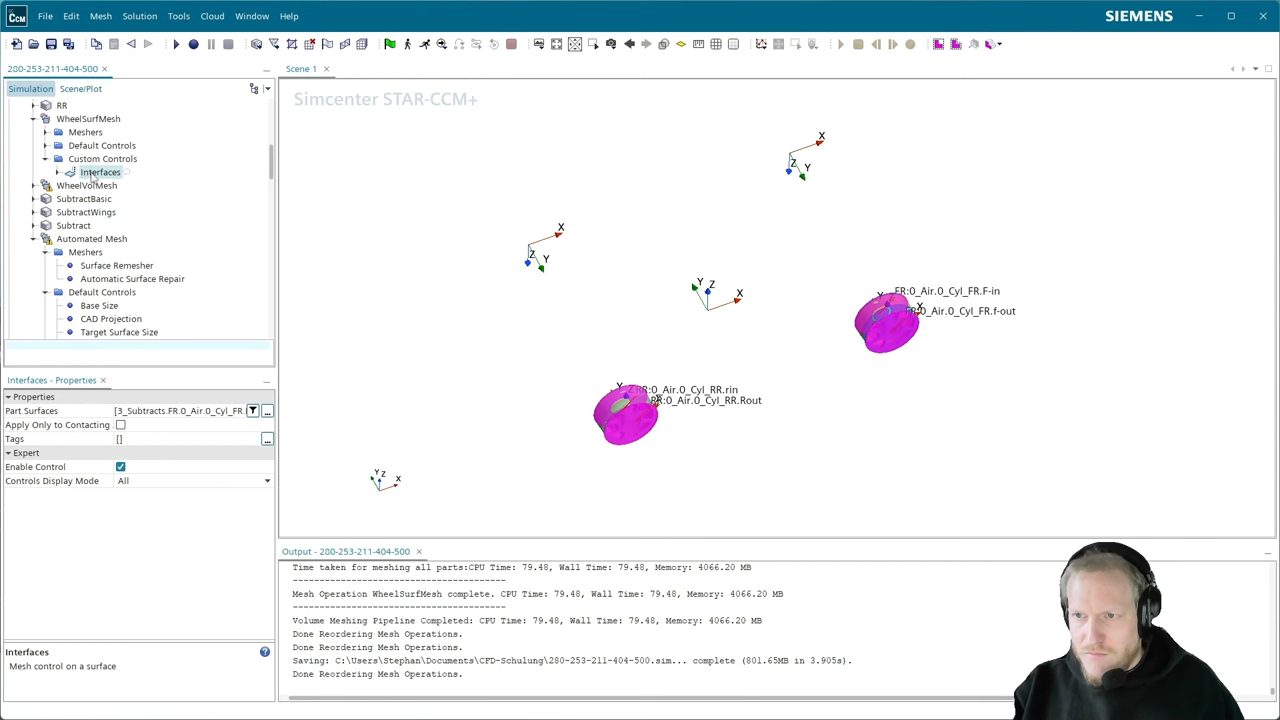 CCM File Edit Mesh Solution Tools Cloud Window Help SIEMENS
280-253-211-404-500
Scene 1
Simulation Scene/Plot
Simcenter STAR-CCM+
RR
WheelSurfMesh
Meshers
Default Controls
Custom Controls
Interfaces
WheelVolMesh
SubtractBasic
SubtractWings
Subtract
Automated Mesh
Meshers
Surface Remesher
Automatic Surface Repair
Default Controls
Base Size
CAD Projection
Target Surface Size
X
Z Y
X
Z Y
Y Z
X
FR:0_Air.0_Cyl_FR.F-in
FR:0_Air.0_Cyl_FR.f-out
RR:0_Air.0_Cyl_RR.rin
RR:0_Air.0_Cyl_RR.Rout
Y Z X
Interfaces - Properties
Properties
Part Surfaces [3_Subtracts.FR.0_Air.0_Cyl_FR.
Apply Only to Contacting
Tags []
Expert
Enable Control
Controls Display Mode All
Interfaces
Mesh control on a surface
Output - 280-253-211-404-500
Time taken for meshing all parts:CPU Time: 79.48, Wall Time: 79.48, Memory: 4066.20 MB
----------------------------------------
Mesh Operation WheelSurfMesh complete. CPU Time: 79.48, Wall Time: 79.48, Memory: 4066.20 MB
----------------------------------------
Volume Meshing Pipeline Completed: CPU Time: 79.48, Wall Time: 79.48, Memory: 4066.20 MB
Done Reordering Mesh Operations.
Done Reordering Mesh Operations.
Saving: C:\Users\Stephan\Documents\CFD-Schulung\280-253-211-404-500.sim... complete (801.65MB in 3.905s).
Done Reordering Mesh Operations.